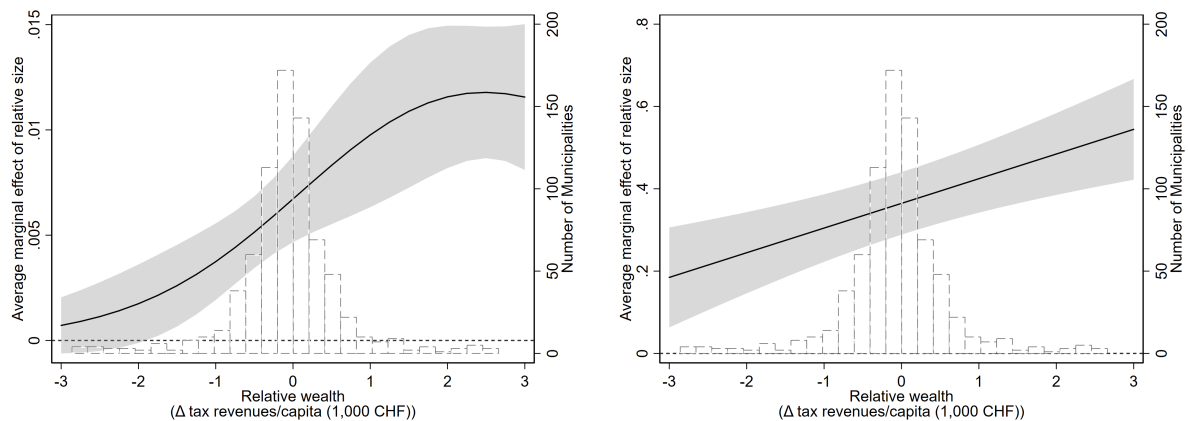 Average marginal effect of relative size
.015
.01
.005
0
200
150
100
50
0
Number of Municipalities
-3 -2 -1 0 1 2 3
Relative wealth
(Δ tax revenues/capita (1,000 CHF))
Average marginal effect of relative size
.8
.6
.4
.2
0
200
150
100
50
0
Number of Municipalities
-3 -2 -1 0 1 2 3
Relative wealth
(Δ tax revenues/capita (1,000 CHF))